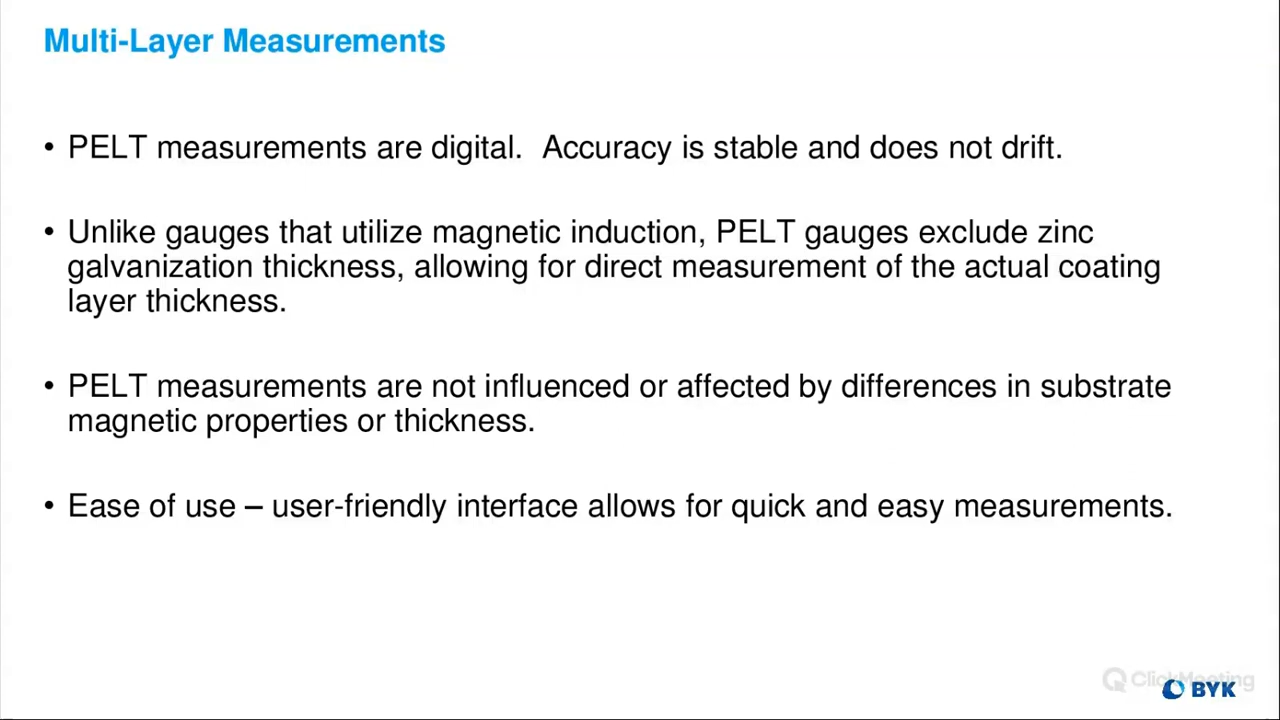 Multi-Layer Measurements
• PELT measurements are digital.  Accuracy is stable and does not drift.
• Unlike gauges that utilize magnetic induction, PELT gauges exclude zinc
galvanization thickness, allowing for direct measurement of the actual coating
layer thickness.
• PELT measurements are not influenced or affected by differences in substrate
magnetic properties or thickness.
• Ease of use – user-friendly interface allows for quick and easy measurements.
ClickMeeting
BYK